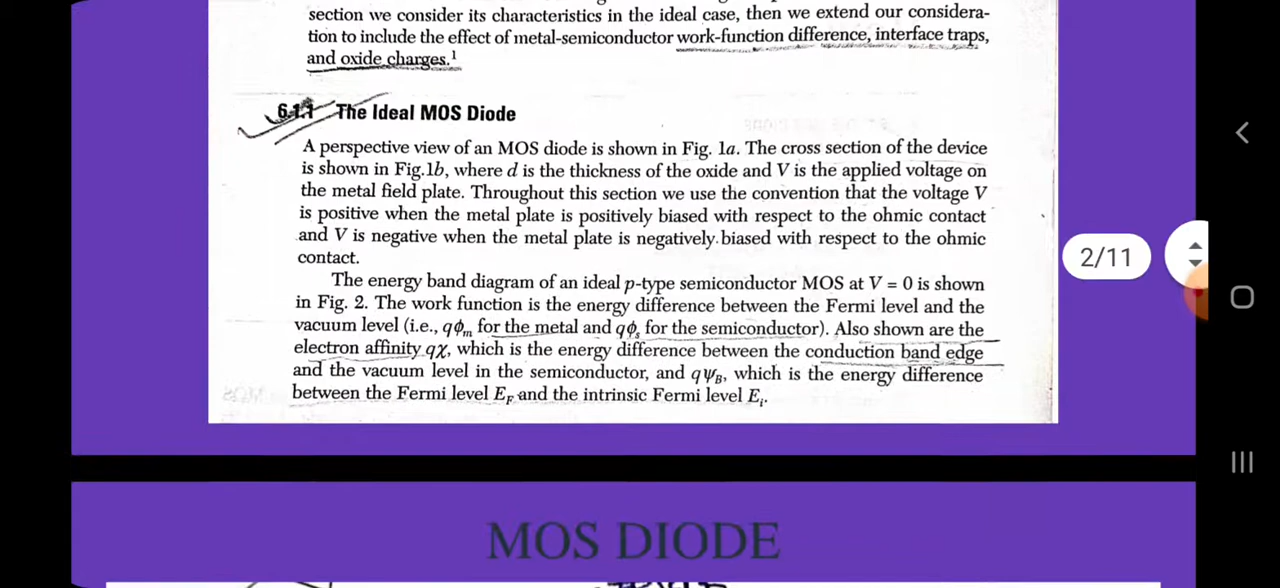 section we consider its characteristics in the ideal case, then we extend our considera-
tion to include the effect of metal-semiconductor work-function difference, interface traps,
and oxide charges.¹
6.1.1 The Ideal MOS Diode
A perspective view of an MOS diode is shown in Fig. 1a. The cross section of the device
is shown in Fig.1b, where d is the thickness of the oxide and V is the applied voltage on
the metal field plate. Throughout this section we use the convention that the voltage V
is positive when the metal plate is positively biased with respect to the ohmic contact
and V is negative when the metal plate is negatively biased with respect to the ohmic
contact.
The energy band diagram of an ideal p-type semiconductor MOS at V = 0 is shown
in Fig. 2. The work function is the energy difference between the Fermi level and the
vacuum level (i.e., qϕm for the metal and qϕs for the semiconductor). Also shown are the
electron affinity qχ, which is the energy difference between the conduction band edge
and the vacuum level in the semiconductor, and qψB, which is the energy difference
between the Fermi level EF and the intrinsic Fermi level Ei.
2/11
MOS DIODE